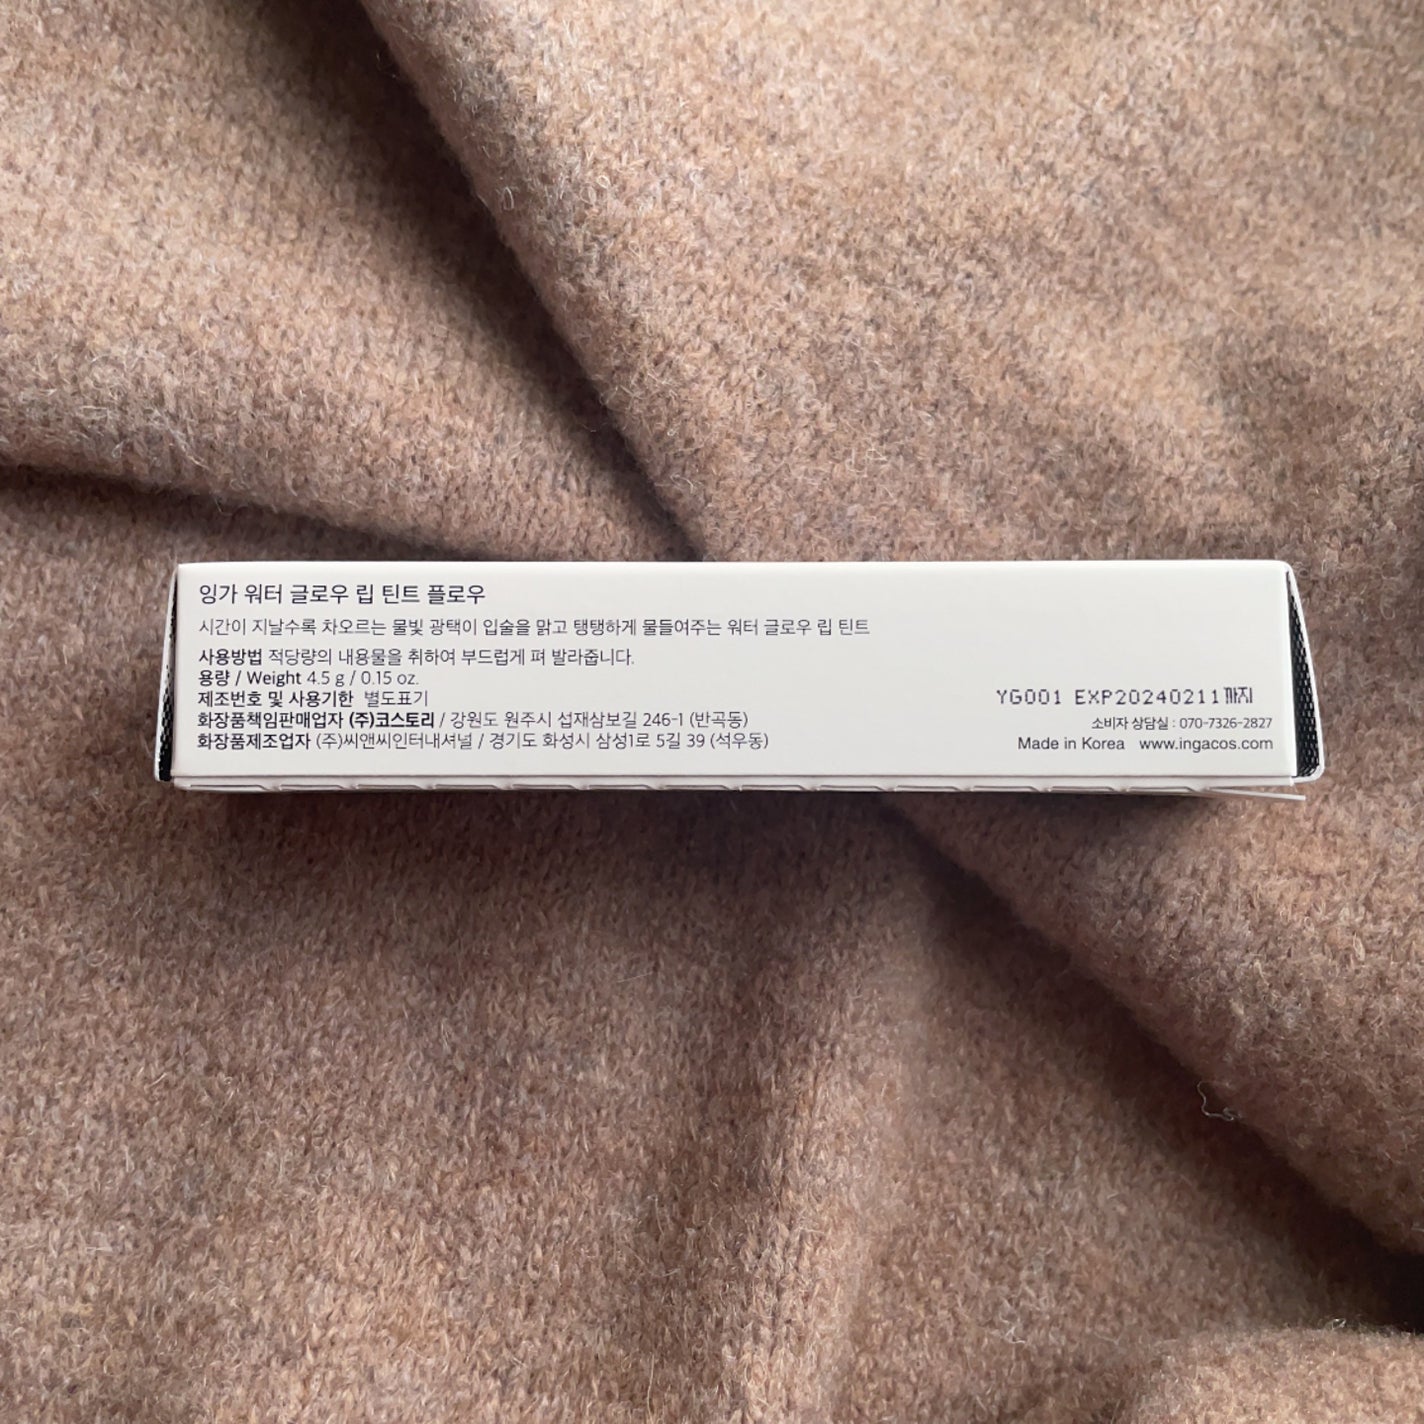 잉가 워터 글로우 립 틴트 플로우
시간이 지날수록 차오르는 물빛 광택이 입술을 맑고 탱탱하게 물들여주는 워터 글로우 립 틴트
사용방법 적당량의 내용물을 취하여 부드럽게 펴 발라줍니다.
용량 / Weight 4.5 g / 0.15 oz.
제조번호 및 사용기한 별도표기
화장품책임판매업자 (주)코스토리 / 강원도 원주시 섭재삼보길 246-1 (반곡동)
화장품제조업자 (주)씨앤씨인터내셔널 / 경기도 화성시 삼성1로 5길 39 (석우동)
YG001 EXP20240211까지
소비자 상담실 : 070-7326-2827
Made in Korea www.ingacos.com